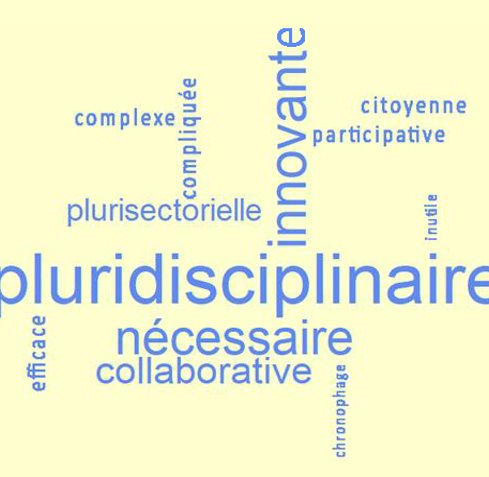 innovante
citoyenne
complexe
compliquée
participative
plurisectorielle
inutile
pluridisciplinaire
nécessaire
efficace
collaborative
chronophage